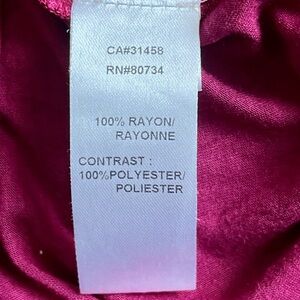 CA#31458
RN#80734
100% RAYON/
RAYONNE
CONTRAST :
100%POLYESTER/
POLIESTER